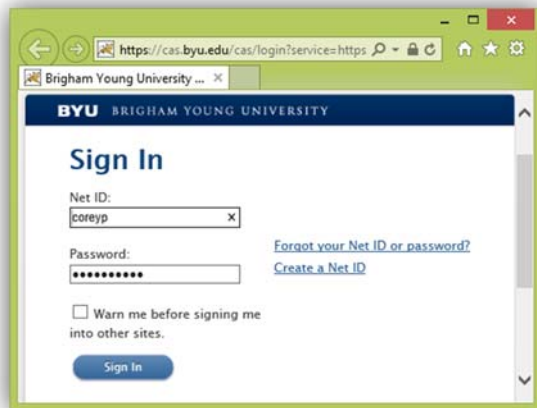 https://cas.byu.edu/cas/login?service=https
Brigham Young University ...
BYU BRIGHAM YOUNG UNIVERSITY
Sign In
Net ID:
coreyp
Forgot your Net ID or password?
Password:
••••••••••
Create a Net ID
Warn me before signing me
into other sites.
Sign In